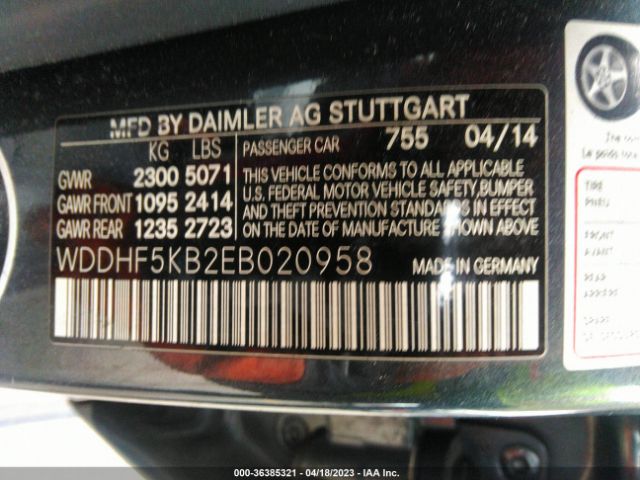 MFD BY DAIMLER AG STUTTGART
KG LBS
GVWR 2300 5071
GAWR FRONT 1095 2414
GAWR REAR 1235 2723
PASSENGER CAR 755 04/14
THIS VEHICLE CONFORMS TO ALL APPLICABLE
U.S. FEDERAL MOTOR VEHICLE SAFETY, BUMPER
AND THEFT PREVENTION STANDARDS IN EFFECT
ON THE DATE OF MANUFACTURE SHOWN ABOVE
WDDHF5KB2EB020958 MADE IN GERMANY
TIRE
PNEU
000-36385321 | 04/18/2023 | IAA Inc.